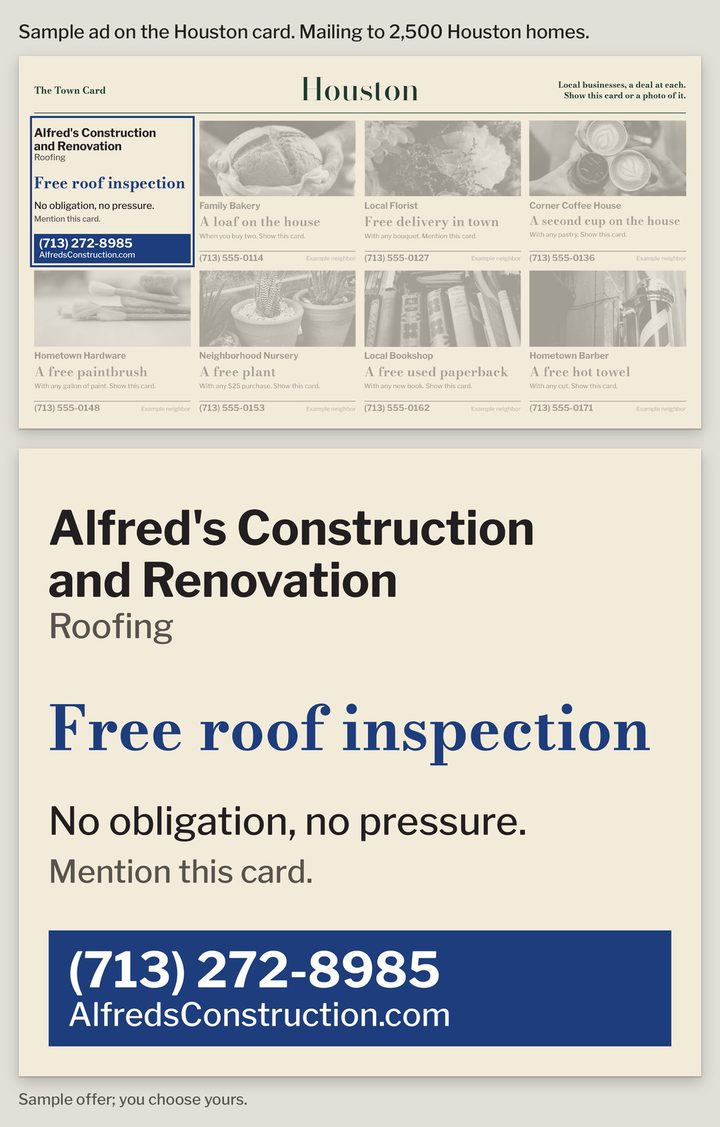 Sample ad on the Houston card. Mailing to 2,500 Houston homes.
The Town Card
Houston
Local businesses, a deal at each.
Show this card or a photo of it.
Alfred's Construction
and Renovation
Roofing
Free roof inspection
No obligation, no pressure.
Mention this card.
(713) 272-8985
AlfredsConstruction.com
Family Bakery
A loaf on the house
When you buy two. Show this card.
(713) 555-0114
Example neighbor
Local Florist
Free delivery in town
With any bouquet. Mention this card.
(713) 555-0127
Example neighbor
Corner Coffee House
A second cup on the house
With any pastry. Show this card.
(713) 555-0136
Example neighbor
Hometown Hardware
A free paintbrush
With any gallon of paint. Show this card.
(713) 555-0148
Example neighbor
Neighborhood Nursery
A free plant
With any $25 purchase. Show this card.
(713) 555-0153
Example neighbor
Local Bookshop
A free used paperback
With any new book. Show this card.
(713) 555-0162
Example neighbor
Hometown Barber
A free hot towel
With any cut. Show this card.
(713) 555-0171
Example neighbor
Alfred's Construction
and Renovation
Roofing
Free roof inspection
No obligation, no pressure.
Mention this card.
(713) 272-8985
AlfredsConstruction.com
Sample offer; you choose yours.